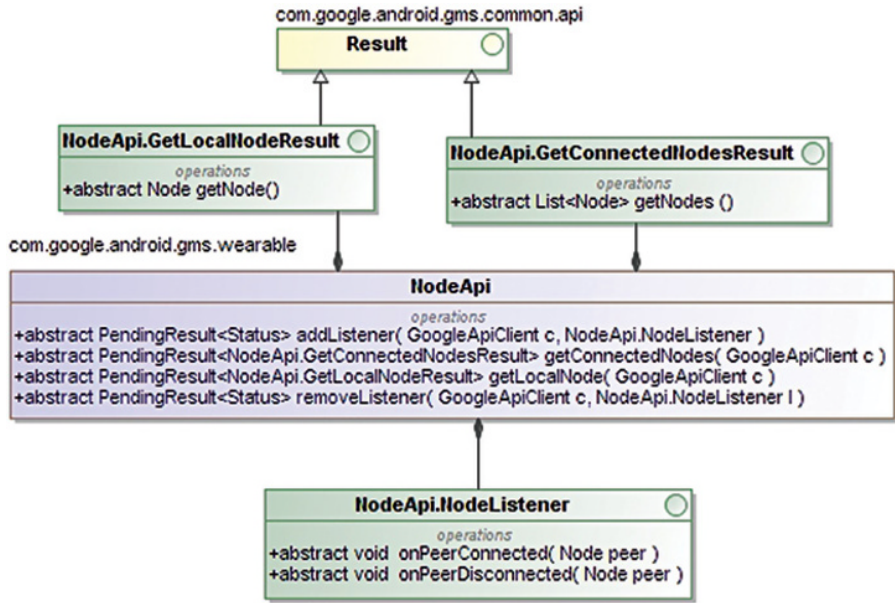 com.google.android.gms.common.api
Result
NodeApi.GetLocalNodeResult
operations
+abstract Node getNode()
NodeApi.GetConnectedNodesResult
operations
+abstract List<Node> getNodes ()
com.google.android.gms.wearable
NodeApi
operations
+abstract PendingResult<Status> addListener( GoogleApiClient c, NodeApi.NodeListener )
+abstract PendingResult<NodeApi.GetConnectedNodesResult> getConnectedNodes( GoogleApiClient c )
+abstract PendingResult<NodeApi.GetLocalNodeResult> getLocalNode( GoogleApiClient c )
+abstract PendingResult<Status> removeListener( GoogleApiClient c, NodeApi.NodeListener l )
NodeApi.NodeListener
operations
+abstract void onPeerConnected( Node peer )
+abstract void onPeerDisconnected( Node peer )